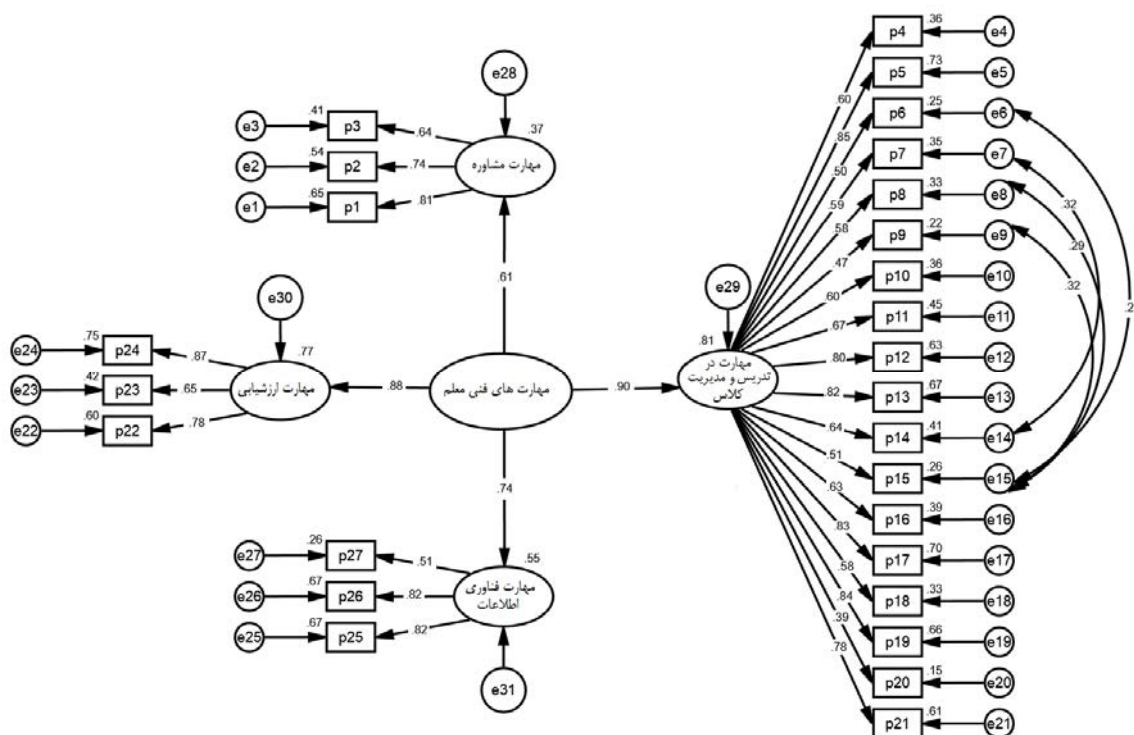 e28
.37
مهارت مشاوره
.64
.74
.81
.41
p3
e3
.54
p2
e2
.65
p1
e1
.61
e30
.77
مهارت ارزشیابی
.87
.65
.78
.75
p24
e24
.42
p23
e23
.60
p22
e22
.88
مهارت های فنی معلم
.90
.74
.55
مهارت فناوری
اطلاعات
.51
.82
.82
.26
p27
e27
.67
p26
e26
.67
p25
e25
e31
e29
.81
مهارت در
تدریس و مدیریت
کلاس
.60
.85
.50
.59
.58
.47
.60
.67
.80
.82
.64
.51
.63
.83
.58
.84
.39
.78
p4
.36
e4
p5
.73
e5
p6
.25
e6
p7
.35
e7
p8
.33
e8
p9
.22
e9
p10
.36
e10
p11
.45
e11
p12
.63
e12
p13
.67
e13
p14
.41
e14
p15
.26
e15
p16
.39
e16
p17
.70
e17
p18
.33
e18
p19
.66
e19
p20
.15
e20
p21
.61
e21
.32
.29
.32